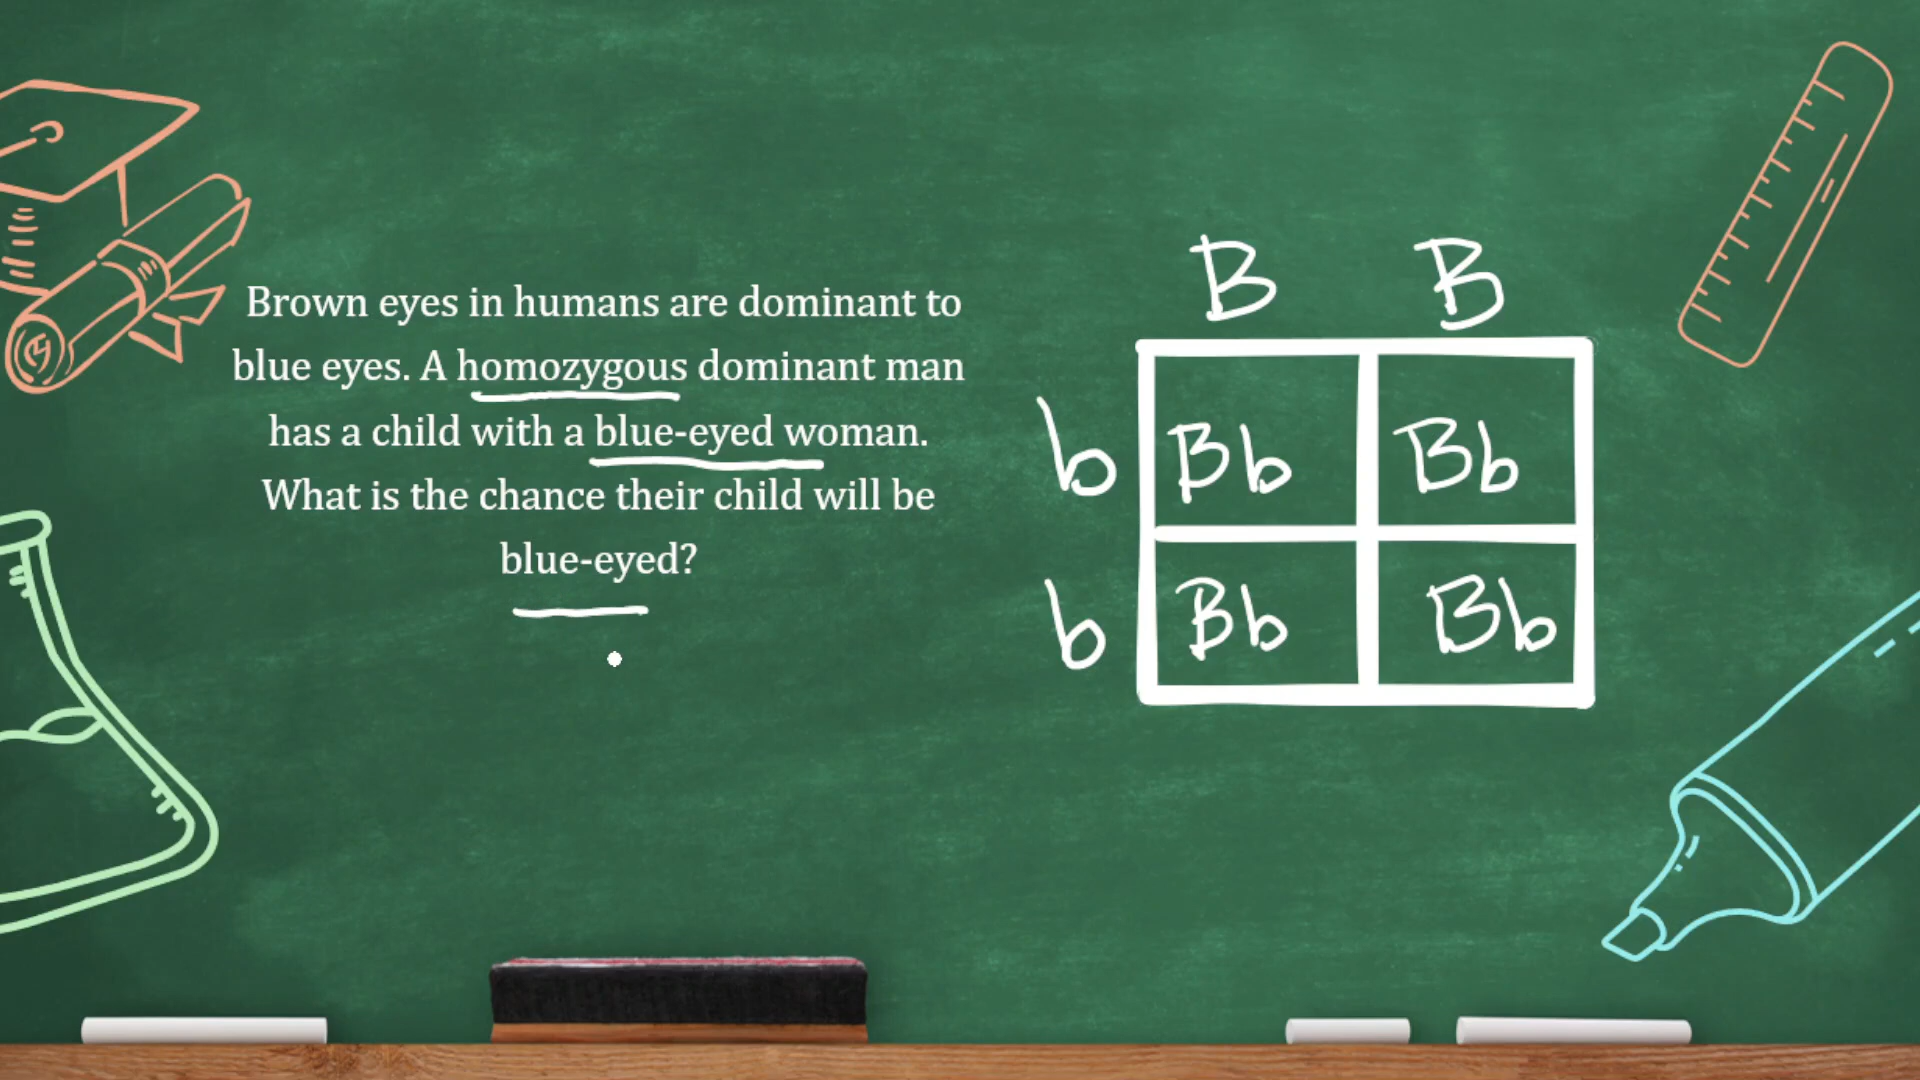 Brown eyes in humans are dominant to
blue eyes. A homozygous dominant man
has a child with a blue-eyed woman.
What is the chance their child will be
blue-eyed?
B B
b Bb Bb
b Bb Bb